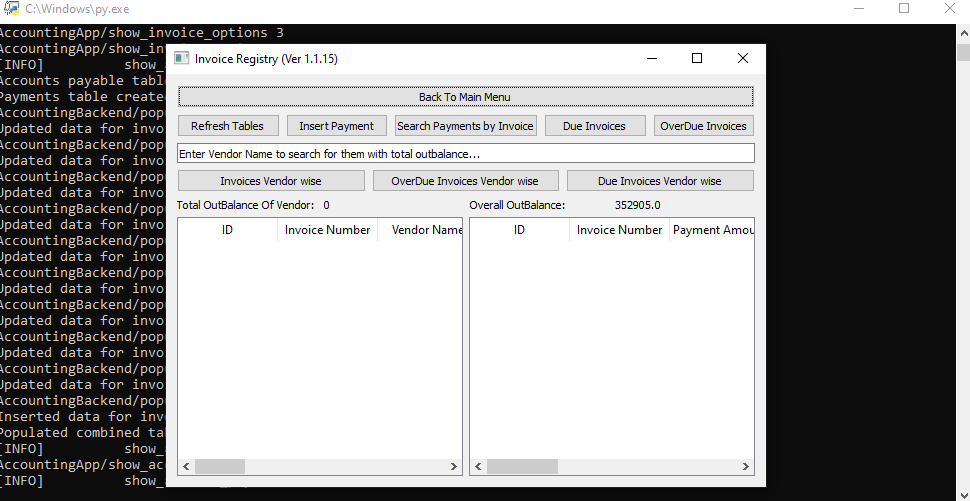 C:\Windows\py.exe
AccountingApp/show_invoice_options 3
AccountingApp/show_in
[INFO] show_
Accounts payable tabl
Payments table create
AccountingBackend/pop
Updated data for invo
AccountingBackend/pop
Updated data for invo
AccountingBackend/pop
Updated data for invo
AccountingBackend/pop
Updated data for invo
AccountingBackend/pop
Updated data for invo
AccountingBackend/pop
Updated data for invo
AccountingBackend/pop
Updated data for invo
AccountingBackend/pop
Updated data for invo
AccountingBackend/pop
Updated data for invo
AccountingBackend/pop
Inserted data for inv
Populated combined ta
[INFO] show_
AccountingApp/show_ac
[INFO] show_
Invoice Registry (Ver 1.1.15)
Back To Main Menu
Refresh Tables Insert Payment Search Payments by Invoice Due Invoices OverDue Invoices
Enter Vendor Name to search for them with total outbalance...
Invoices Vendor wise OverDue Invoices Vendor wise Due Invoices Vendor wise
Total OutBalance Of Vendor: 0 Overall OutBalance: 352905.0
ID Invoice Number Vendor Name ID Invoice Number Payment Amou